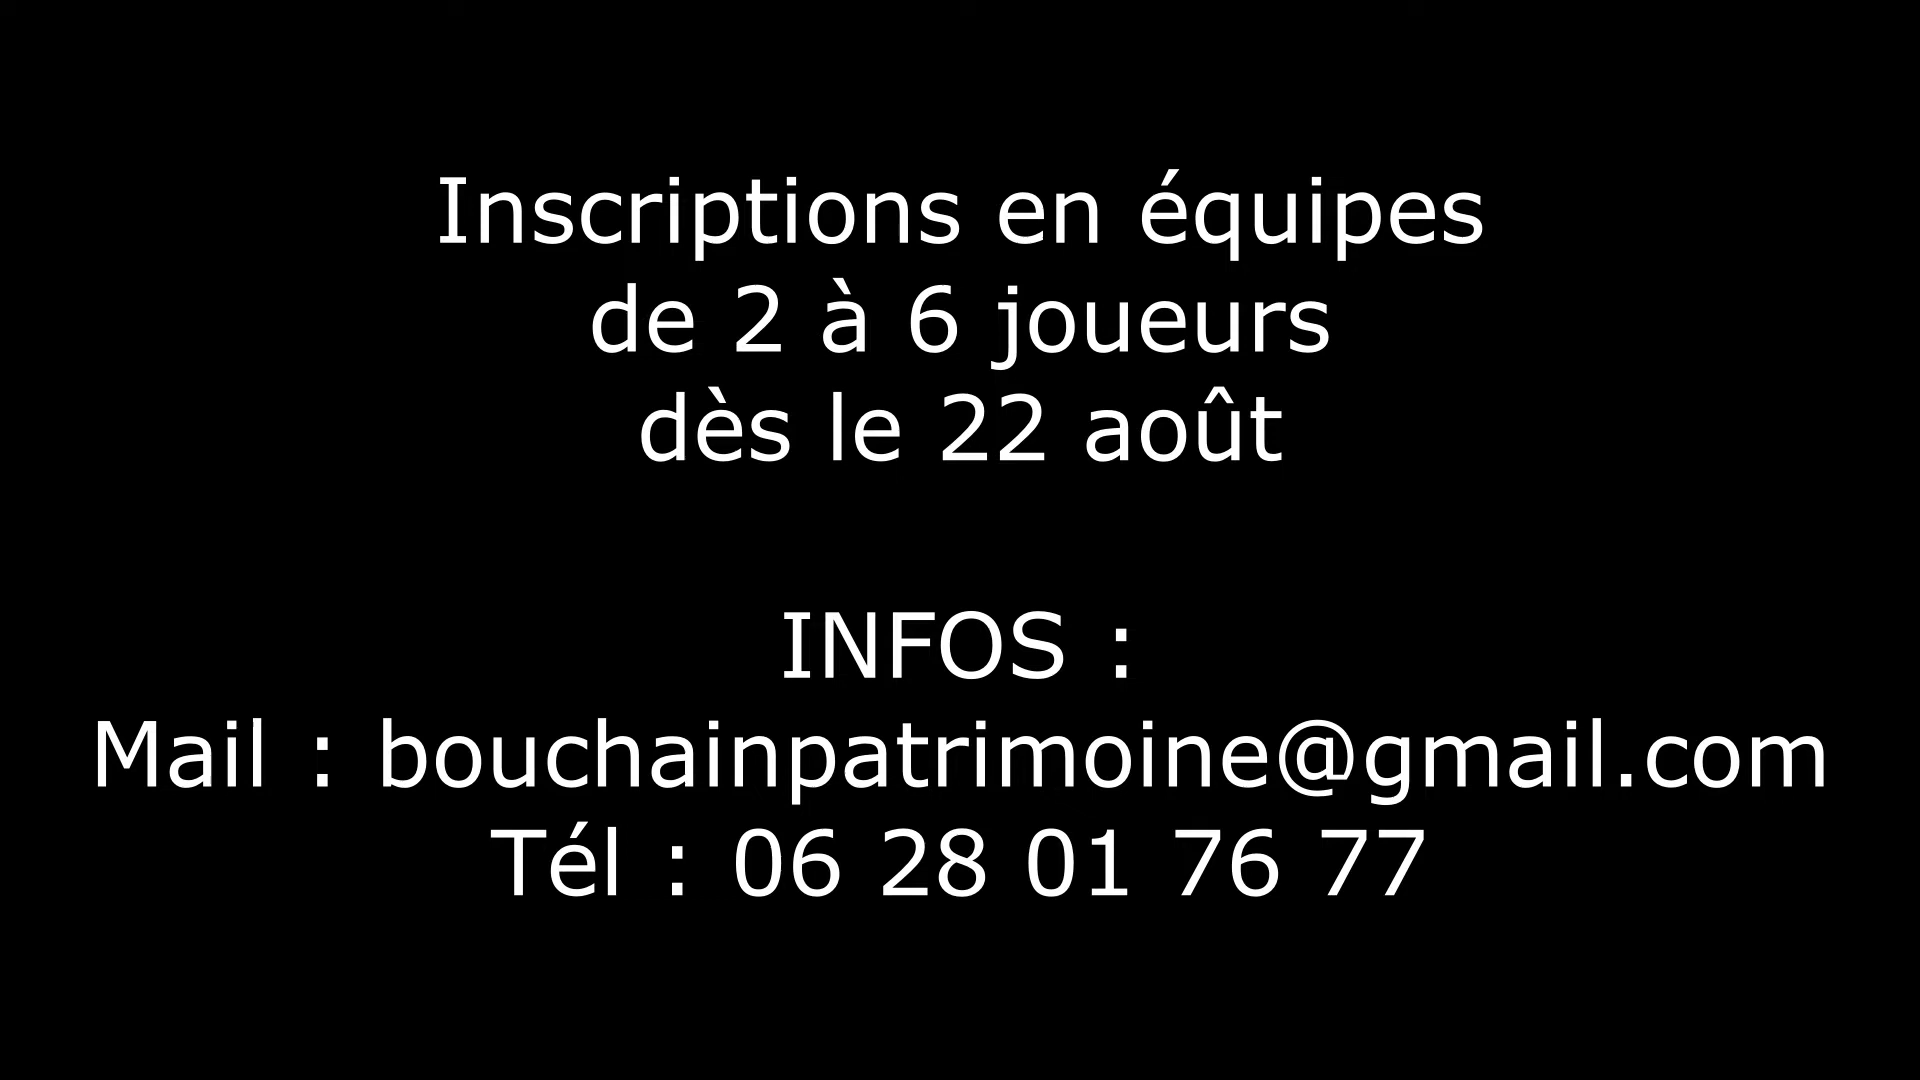 Inscriptions en équipes
de 2 à 6 joueurs
dès le 22 août
INFOS :
Mail : bouchainpatrimoine@gmail.com
Tél : 06 28 01 76 77